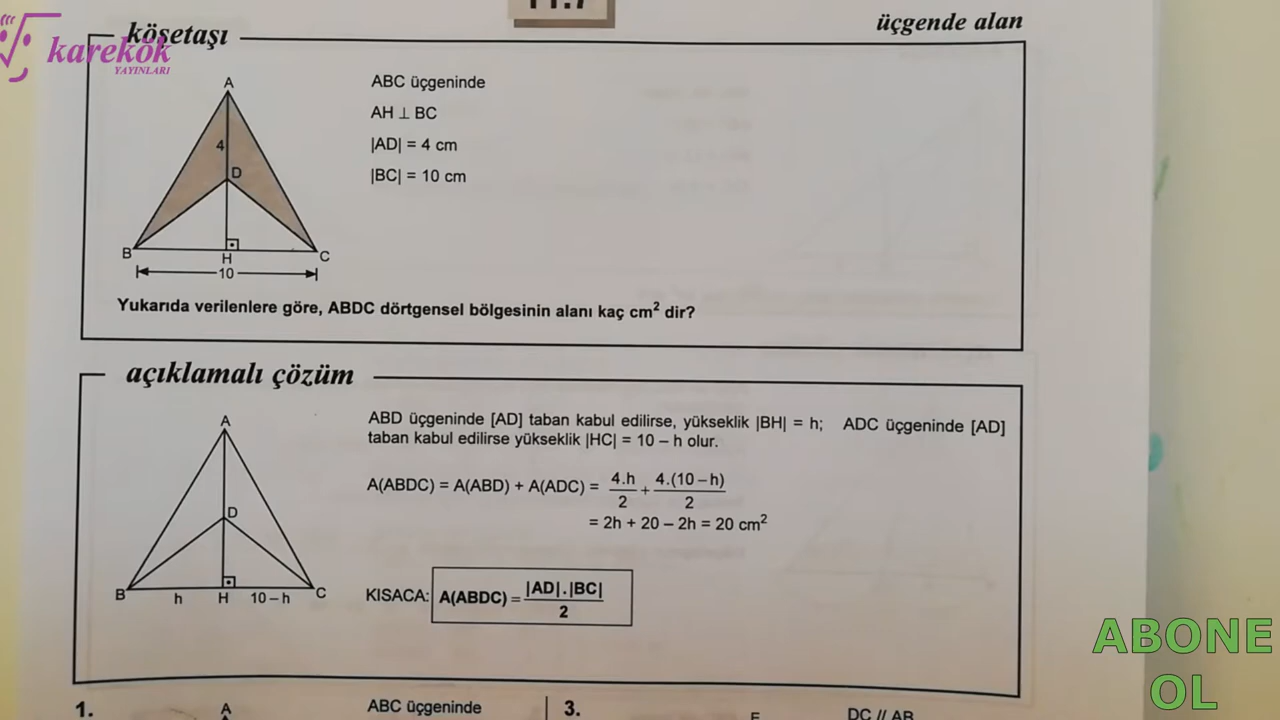 11.7
köşetaşı
üçgende alan
karekök
YAYINLARI
A
4
D
B
H
C
10
ABC üçgeninde
AH ⊥ BC
|AD| = 4 cm
|BC| = 10 cm
Yukarıda verilenlere göre, ABDC dörtgensel bölgesinin alanı kaç cm² dir?
açıklamalı çözüm
A
D
B
h
H
10 – h
C
ABD üçgeninde [AD] taban kabul edilirse, yükseklik |BH| = h; ADC üçgeninde [AD]
taban kabul edilirse yükseklik |HC| = 10 – h olur.
A(ABDC) = A(ABD) + A(ADC) = 4.h/2 + 4.(10 – h)/2
= 2h + 20 – 2h = 20 cm²
KISACA: A(ABDC) = |AD|.|BC|/2
ABONE
OL
1.
A
ABC üçgeninde
3.
E
DC // AB